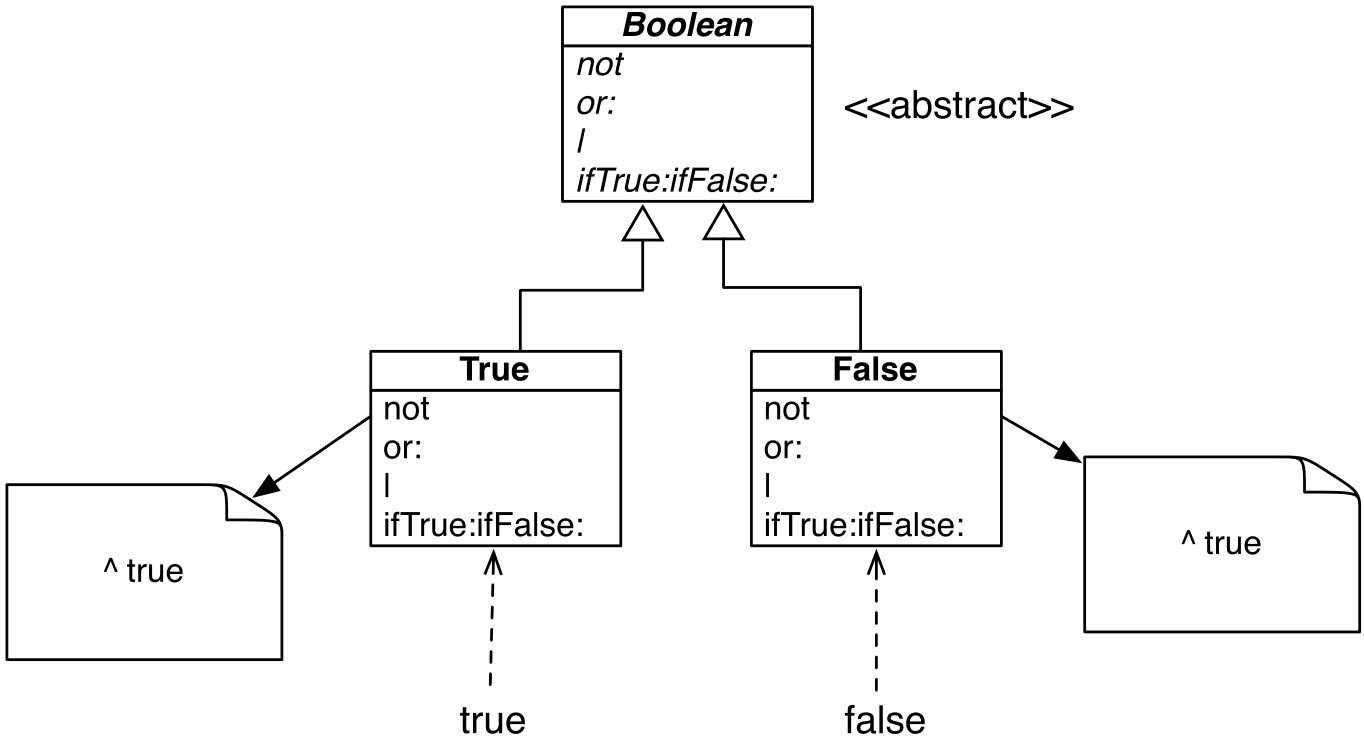 Boolean
not
or:
|
ifTrue:ifFalse:
<<abstract>>
True
not
or:
|
ifTrue:ifFalse:
False
not
or:
|
ifTrue:ifFalse:
^ true
^ true
true
false